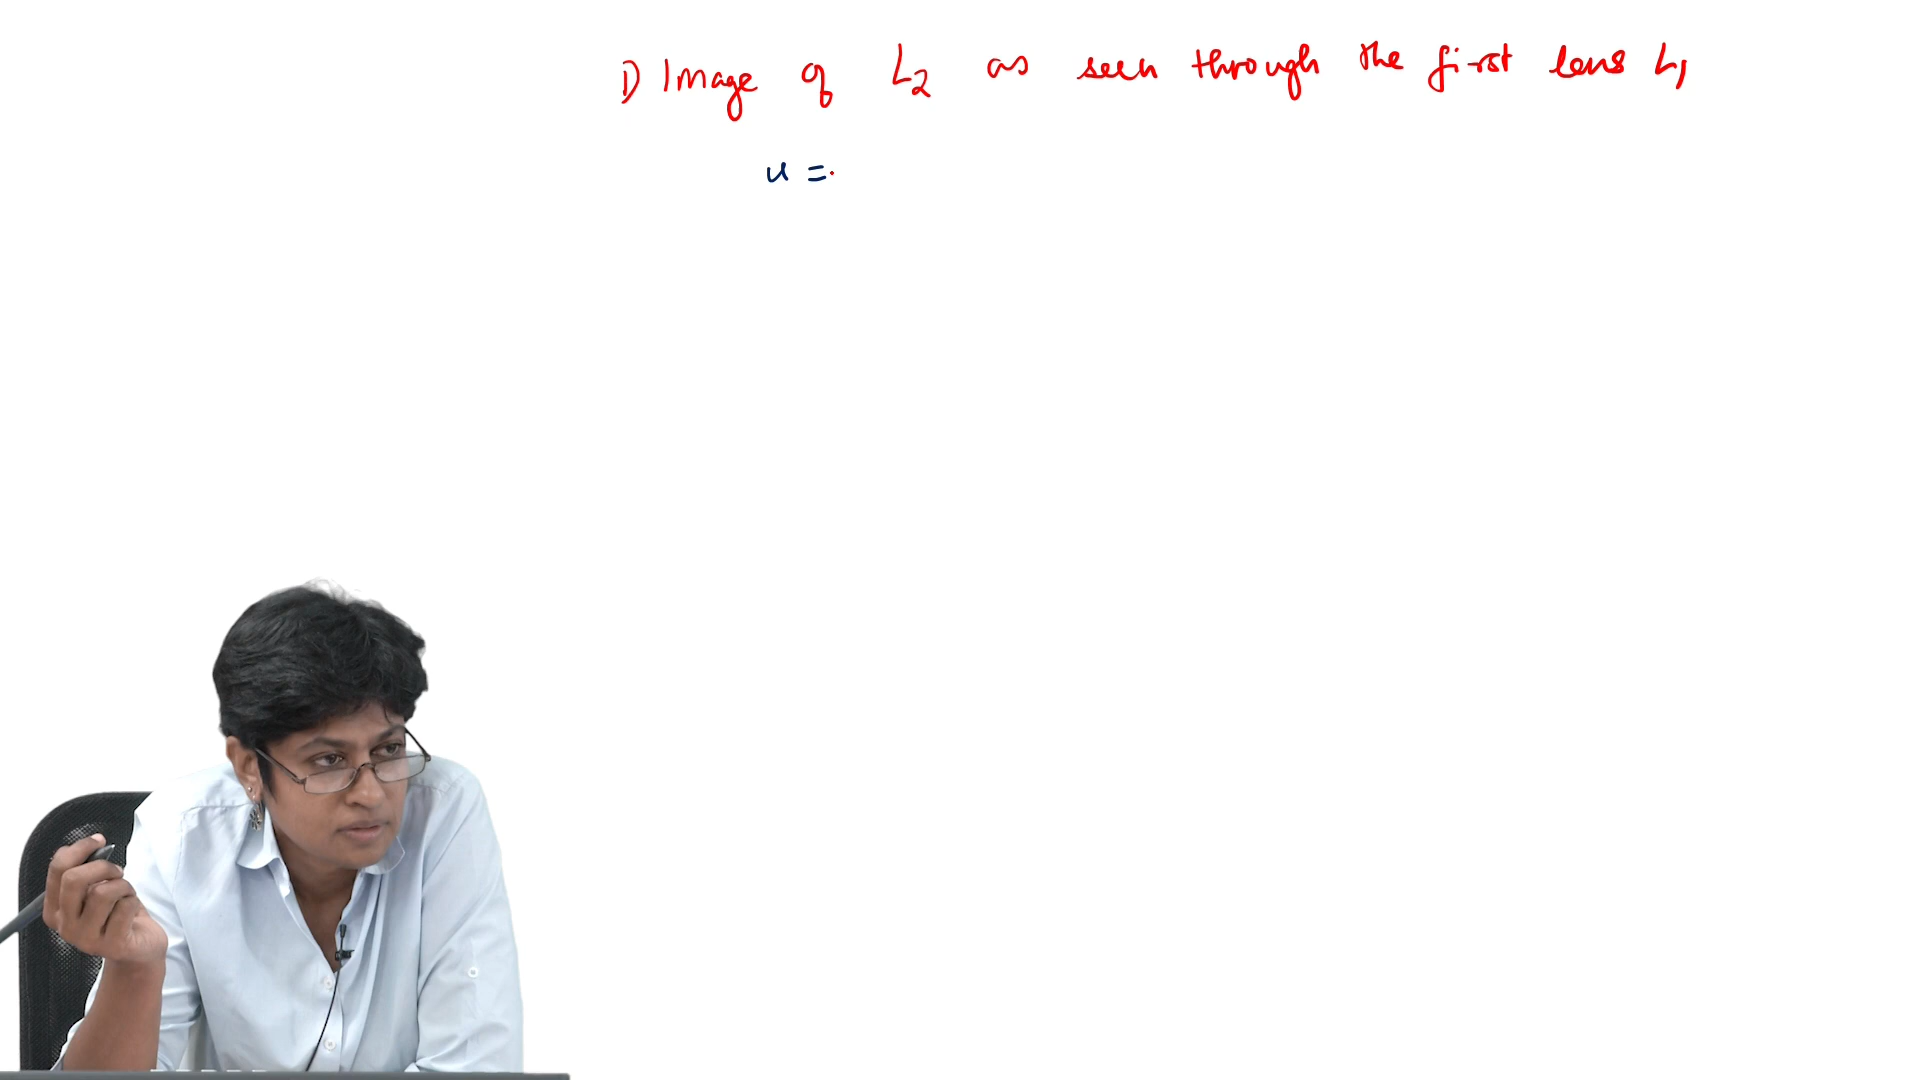 1) Image of L2 as seen through the first lens L1
u =